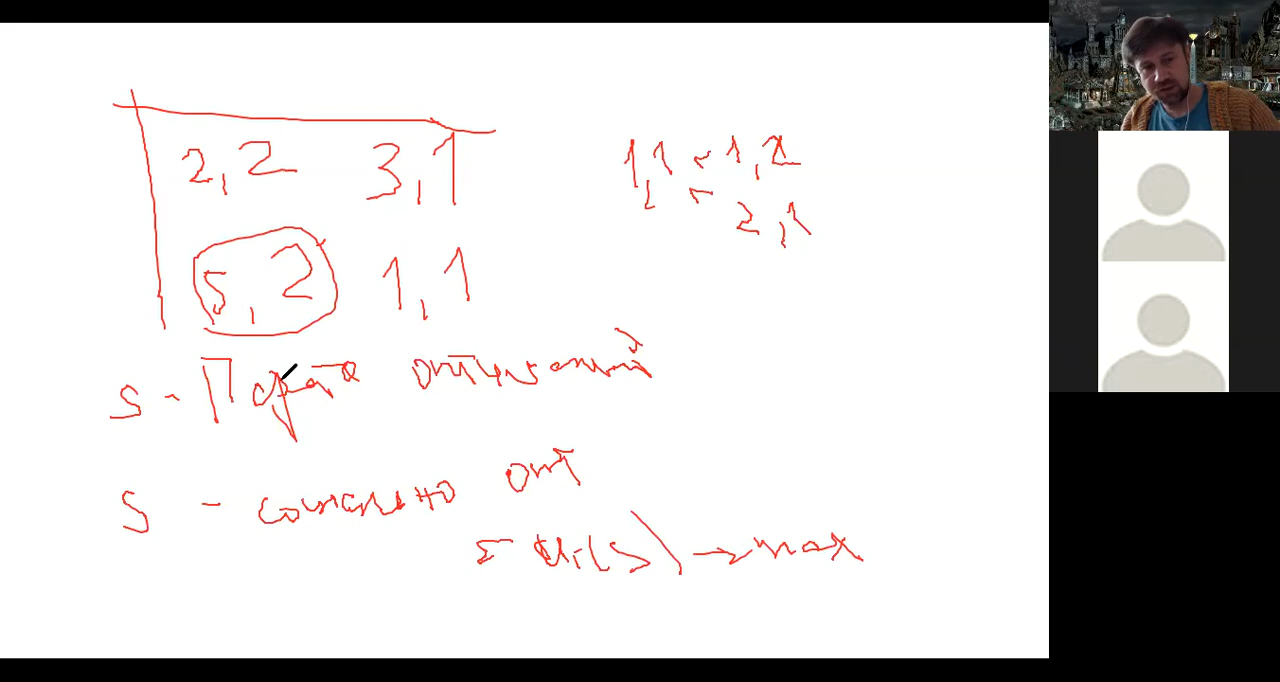 2,2 3,1
1,1 < 1,2
< 2,1
5,2 1,1
S - Парето оптимальный
S - социально опт
Σ Ui(S) → max